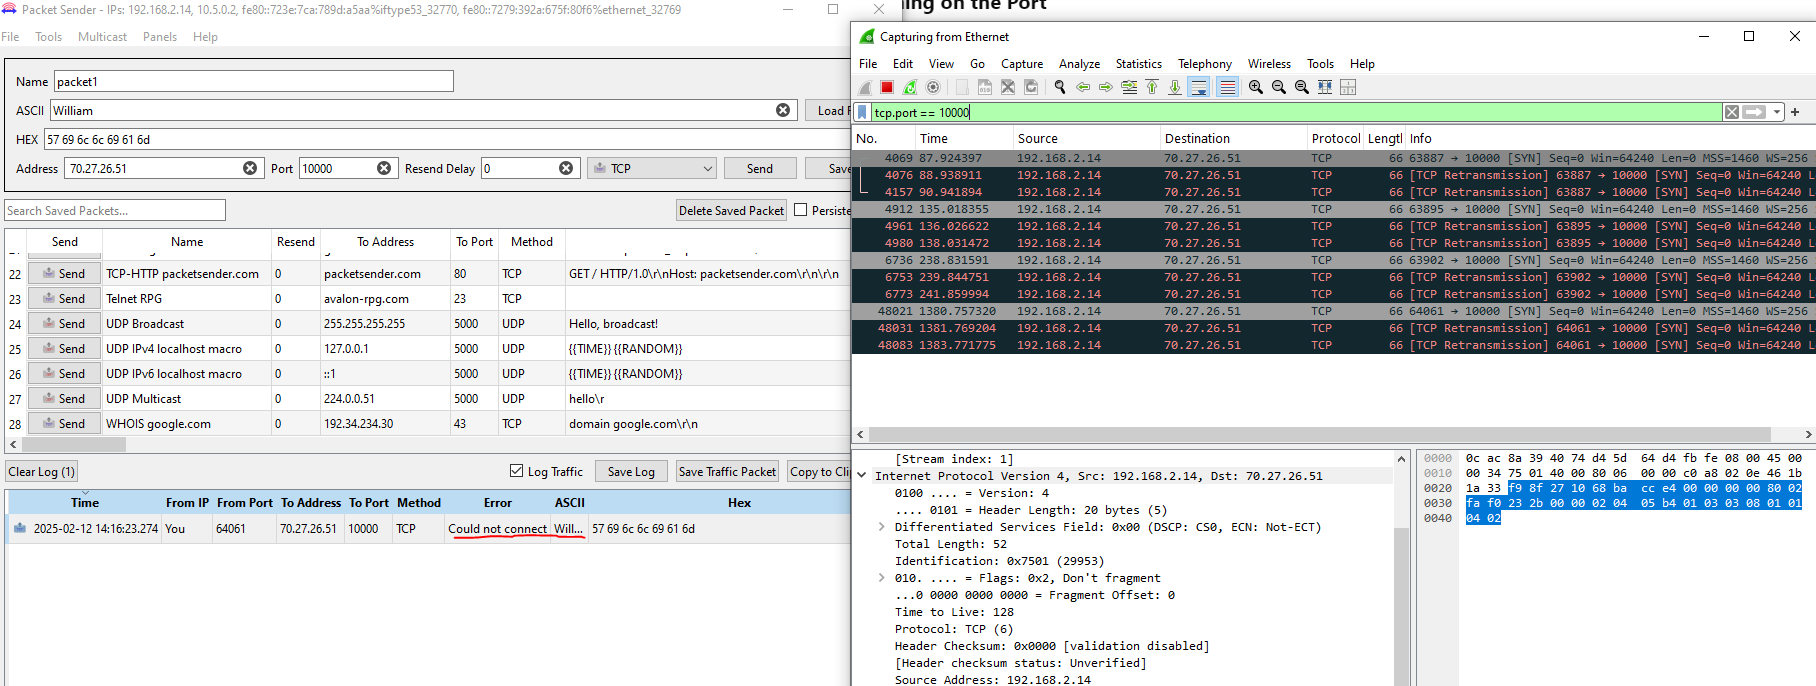 Packet Sender - IPs: 192.168.2.14, 10.5.0.2, fe80::723e:7ca:789d:a5aa%iftype53_32770, fe80::7279:392a:675f:80f6%ethernet_32769
File Tools Multicast Panels Help
Name packet1
ASCII William Load F
HEX 57 69 6c 6c 69 61 6d
Address 70.27.26.51 Port 10000 Resend Delay 0 TCP Send Save
Search Saved Packets... Delete Saved Packet Persiste
Send Name Resend To Address To Port Method
22 Send TCP-HTTP packetsender.com 0 packetsender.com 80 TCP GET / HTTP/1.0\r\nHost: packetsender.com\r\n\r\n
23 Send Telnet RPG 0 avalon-rpg.com 23 TCP
24 Send UDP Broadcast 0 255.255.255.255 5000 UDP Hello, broadcast!
25 Send UDP IPv4 localhost macro 0 127.0.0.1 5000 UDP {{TIME}} {{RANDOM}}
26 Send UDP IPv6 localhost macro 0 ::1 5000 UDP {{TIME}} {{RANDOM}}
27 Send UDP Multicast 0 224.0.0.51 5000 UDP hello\r
28 Send WHOIS google.com 0 192.34.234.30 43 TCP domain google.com\r\n
Clear Log (1) Log Traffic Save Log Save Traffic Packet Copy to Clip
Time From IP From Port To Address To Port Method Error ASCII Hex
2025-02-12 14:16:23.274 You 64061 70.27.26.51 10000 TCP Could not connect Will... 57 69 6c 6c 69 61 6d
ing on the Port
Capturing from Ethernet
File Edit View Go Capture Analyze Statistics Telephony Wireless Tools Help
tcp.port == 10000
No. Time Source Destination Protocol Lengtl Info
4069 87.924397 192.168.2.14 70.27.26.51 TCP 66 63887 → 10000 [SYN] Seq=0 Win=64240 Len=0 MSS=1460 WS=256
4076 88.938911 192.168.2.14 70.27.26.51 TCP 66 [TCP Retransmission] 63887 → 10000 [SYN] Seq=0 Win=64240 L
4157 90.941894 192.168.2.14 70.27.26.51 TCP 66 [TCP Retransmission] 63887 → 10000 [SYN] Seq=0 Win=64240 L
4912 135.018355 192.168.2.14 70.27.26.51 TCP 66 63895 → 10000 [SYN] Seq=0 Win=64240 Len=0 MSS=1460 WS=256
4961 136.026622 192.168.2.14 70.27.26.51 TCP 66 [TCP Retransmission] 63895 → 10000 [SYN] Seq=0 Win=64240 L
4980 138.031472 192.168.2.14 70.27.26.51 TCP 66 [TCP Retransmission] 63895 → 10000 [SYN] Seq=0 Win=64240 L
6736 238.831591 192.168.2.14 70.27.26.51 TCP 66 63902 → 10000 [SYN] Seq=0 Win=64240 Len=0 MSS=1460 WS=256
6753 239.844751 192.168.2.14 70.27.26.51 TCP 66 [TCP Retransmission] 63902 → 10000 [SYN] Seq=0 Win=64240 L
6773 241.859994 192.168.2.14 70.27.26.51 TCP 66 [TCP Retransmission] 63902 → 10000 [SYN] Seq=0 Win=64240 L
48021 1380.757320 192.168.2.14 70.27.26.51 TCP 66 64061 → 10000 [SYN] Seq=0 Win=64240 Len=0 MSS=1460 WS=256
48031 1381.769204 192.168.2.14 70.27.26.51 TCP 66 [TCP Retransmission] 64061 → 10000 [SYN] Seq=0 Win=64240 L
48083 1383.771775 192.168.2.14 70.27.26.51 TCP 66 [TCP Retransmission] 64061 → 10000 [SYN] Seq=0 Win=64240 L
[Stream index: 1]
Internet Protocol Version 4, Src: 192.168.2.14, Dst: 70.27.26.51
0100 .... = Version: 4
.... 0101 = Header Length: 20 bytes (5)
Differentiated Services Field: 0x00 (DSCP: CS0, ECN: Not-ECT)
Total Length: 52
Identification: 0x7501 (29953)
010. .... = Flags: 0x2, Don't fragment
...0 0000 0000 0000 = Fragment Offset: 0
Time to Live: 128
Protocol: TCP (6)
Header Checksum: 0x0000 [validation disabled]
[Header checksum status: Unverified]
Source Address: 192.168.2.14
0000 0c ac 8a 39 40 74 d4 5d 64 d4 fb fe 08 00 45 00
0010 00 34 75 01 40 00 80 06 00 00 c0 a8 02 0e 46 1b
0020 1a 33 f9 8f 27 10 68 ba cc e4 00 00 00 00 80 02
0030 fa f0 23 2b 00 00 02 04 05 b4 01 03 03 08 01 01
0040 04 02